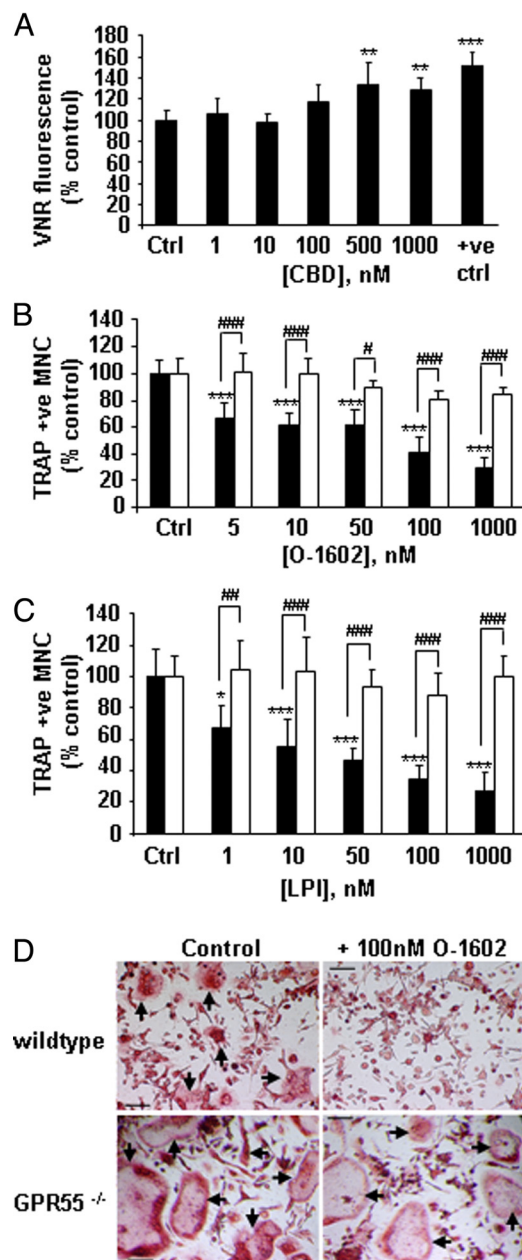 A
VNR fluorescence
(% control)
180
160
140
120
100
80
60
40
20
0
** ** ***
Ctrl 1 10 100 500 1000 +ve
ctrl
[CBD], nM
B
TRAP +ve MNC
(% control)
140
120
100
80
60
40
20
0
### ### # ### ###
*** *** *** *** ***
Ctrl 5 10 50 100 1000
[O-1602], nM
C
TRAP +ve MNC
(% control)
140
120
100
80
60
40
20
0
## ### ### ### ###
* *** *** *** ***
Ctrl 1 10 50 100 1000
[LPI], nM
D
Control + 100nM O-1602
wildtype
GPR55 -/-